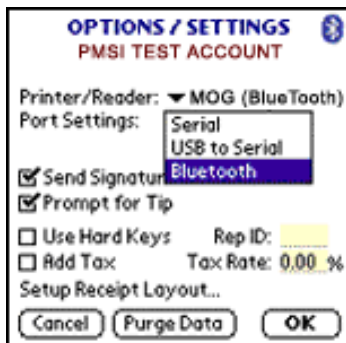 OPTIONS / SETTINGS
PMSI TEST ACCOUNT
Printer/Reader: MOG (BlueTooth)
Port Settings:
Serial
USB to Serial
Bluetooth
Send Signatur
Prompt for Tip
Use Hard Keys Rep ID:
Add Tax Tax Rate: 0.00 %
Setup Receipt Layout...
Cancel Purge Data OK